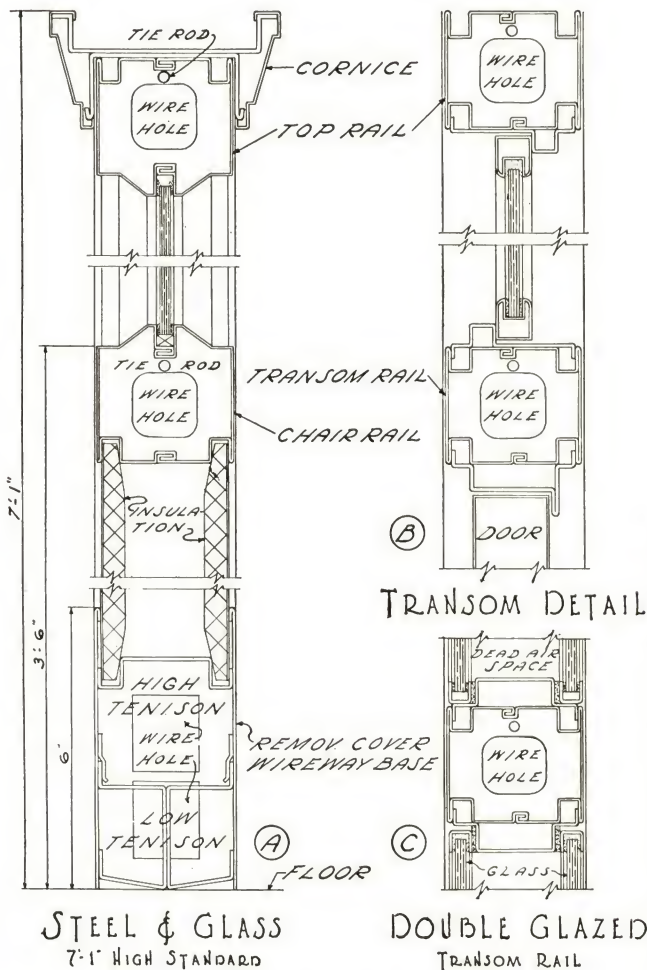 TIE ROD
CORNICE
WIRE
HOLE
TOP RAIL
WIRE
HOLE
TIE ROD
WIRE
HOLE
CHAIR RAIL
TRANSOM RAIL
WIRE
HOLE
INSULA-
TION
B
DOOR
TRANSOM DETAIL
7'-1"
3'-6"
6"
HIGH
TENISON
WIRE
HOLE
REMOV. COVER
WIREWAY BASE
LOW
TENISON
A
FLOOR
STEEL & GLASS
7'-1" HIGH STANDARD
DEAD AIR
SPACE
WIRE
HOLE
C
GLASS
DOUBLE GLAZED
TRANSOM RAIL